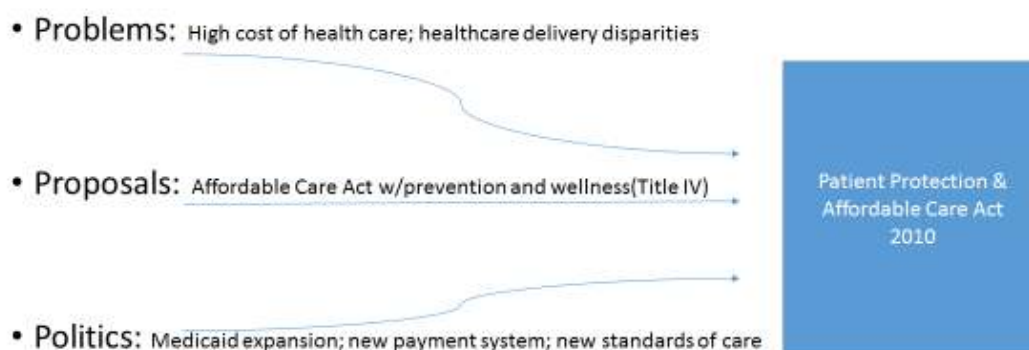 • Problems: High cost of health care; healthcare delivery disparities
• Proposals: Affordable Care Act w/prevention and wellness(Title IV)
Patient Protection &
Affordable Care Act
2010
• Politics: Medicaid expansion; new payment system; new standards of care